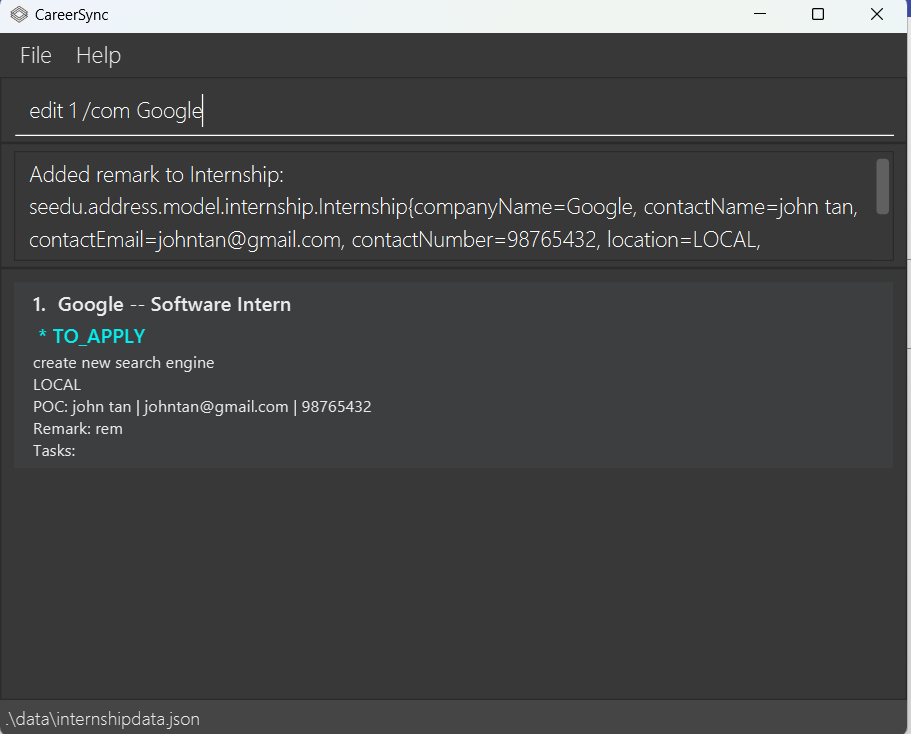 CareerSync
File Help
edit 1 /com Google
Added remark to Internship:
seedu.address.model.internship.Internship{companyName=Google, contactName=john tan,
contactEmail=johntan@gmail.com, contactNumber=98765432, location=LOCAL,
1. Google -- Software Intern
* TO_APPLY
create new search engine
LOCAL
POC: john tan | johntan@gmail.com | 98765432
Remark: rem
Tasks:
.\data\internshipdata.json